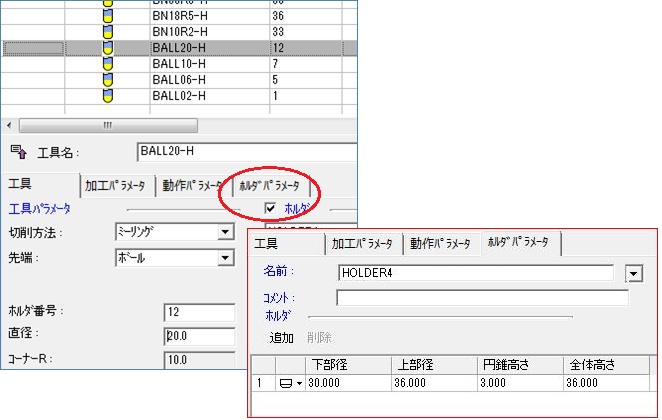 BN18R5-H 36
BN10R2-H 33
BALL20-H 12
BALL10-H 7
BALL06-H 5
BALL02-H 1
工具名: BALL20-H
工具 加工ﾊﾟﾗﾒｰﾀ 動作ﾊﾟﾗﾒｰﾀ ﾎﾙﾀﾞﾊﾟﾗﾒｰﾀ
工具ﾊﾟﾗﾒｰﾀ ﾎﾙﾀﾞ
切削方法: ﾐｰﾘﾝｸﾞ
先端: ﾎﾞｰﾙ
ﾎﾙﾀﾞ番号: 12
直径: 20.0
ｺｰﾅｰR: 10.0
工具 加工ﾊﾟﾗﾒｰﾀ 動作ﾊﾟﾗﾒｰﾀ ﾎﾙﾀﾞﾊﾟﾗﾒｰﾀ
名前: HOLDER4
ｺﾒﾝﾄ:
ﾎﾙﾀﾞ
追加 削除
下部径 上部径 円錐高さ 全体高さ
1 30.000 36.000 3.000 36.000